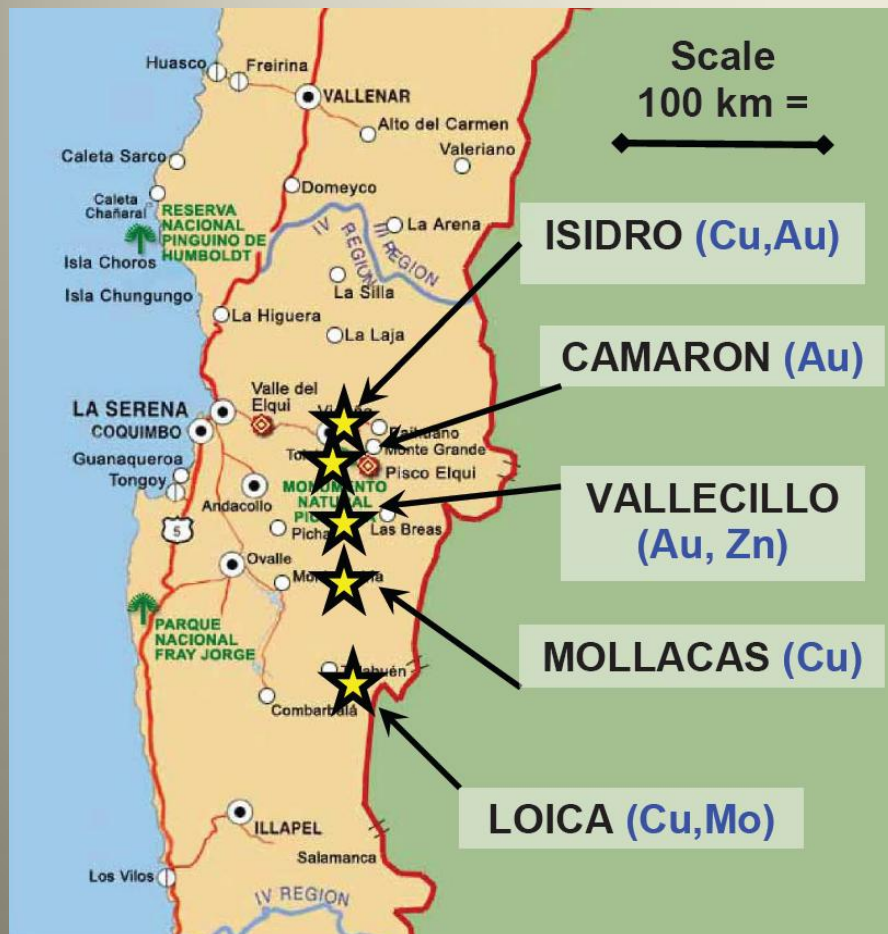 Scale
100 km =
Huasco
Freirina
VALLENAR
Alto del Carmen
Valeriano
Caleta Sarco
Domeyco
Caleta
Chañaral
RESERVA
NACIONAL
PINGUINO DE
HUMBOLDT
La Arena
IV REGION
III REGION
ISIDRO (Cu,Au)
Isla Choros
La Silla
Isla Chungungo
La Higuera
La Laja
CAMARON (Au)
Valle del
Elqui
LA SERENA
COQUIMBO
Monte Grande
Guanaqueroa
Tongoy
Pisco Elqui
MONUMENTO
NATURAL
Andacollo
VALLECILLO
(Au, Zn)
Las Breas
5
Ovalle
PARQUE
NACIONAL
FRAY JORGE
MOLLACAS (Cu)
Combarbalá
LOICA (Cu,Mo)
ILLAPEL
Salamanca
Los Vilos
IV REGION